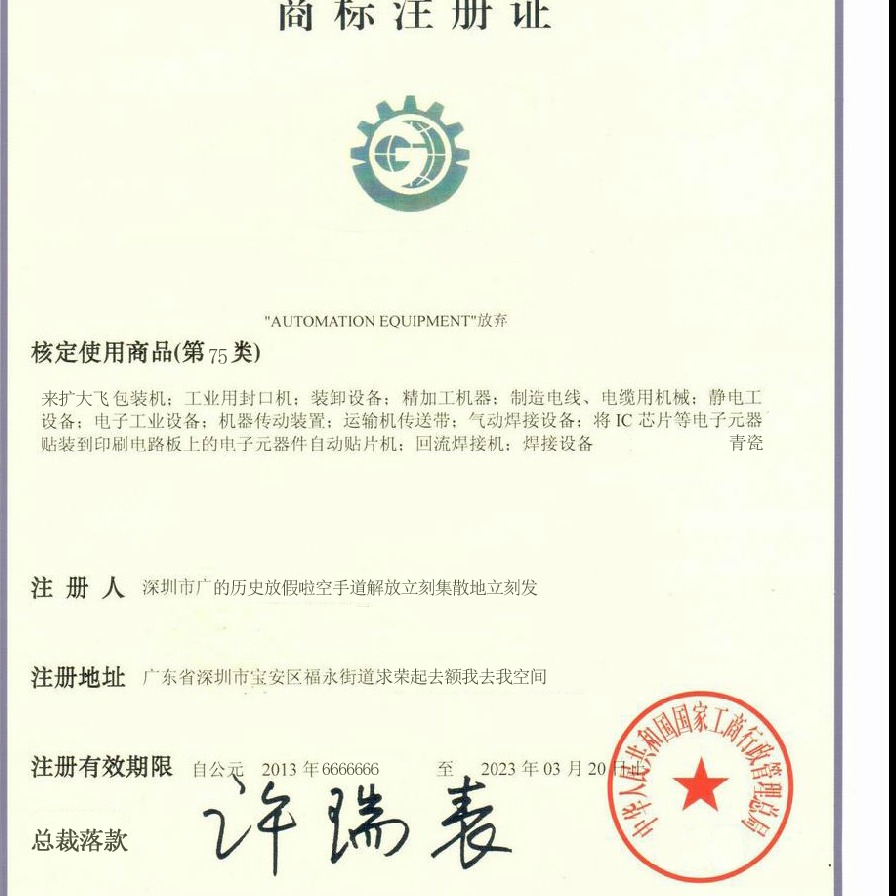 商标注册证
"AUTOMATION EQUIPMENT"放弃
核定使用商品(第75类)
来扩大飞包装机；工业用封口机；装卸设备；精加工机器；制造电线、电缆用机械；静电工
设备；电子工业设备；机器传动装置；运输机传送带；气动焊接设备；将 IC 芯片等电子元器
贴装到印刷电路板上的电子元器件自动贴片机；回流焊接机；焊接设备 青瓷
注册人 深圳市广的历史放假啦空手道解放立刻集散地立刻发
注册地址 广东省深圳市宝安区福永街道求荣起去额我去我空间
注册有效期限 自公元 2013 年6666666 至 2023 年 03 月 20 日止
总裁落款 许瑞表
中华人民共和国国家工商行政管理总局